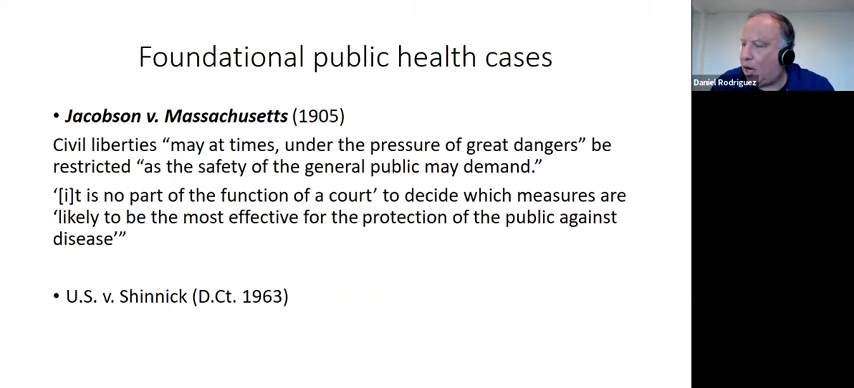 Foundational public health cases
• Jacobson v. Massachusetts (1905)
Civil liberties “may at times, under the pressure of great dangers” be
restricted “as the safety of the general public may demand.”
‘[i]t is no part of the function of a court’ to decide which measures are
‘likely to be the most effective for the protection of the public against
disease’”
• U.S. v. Shinnick (D.Ct. 1963)
Daniel Rodriguez